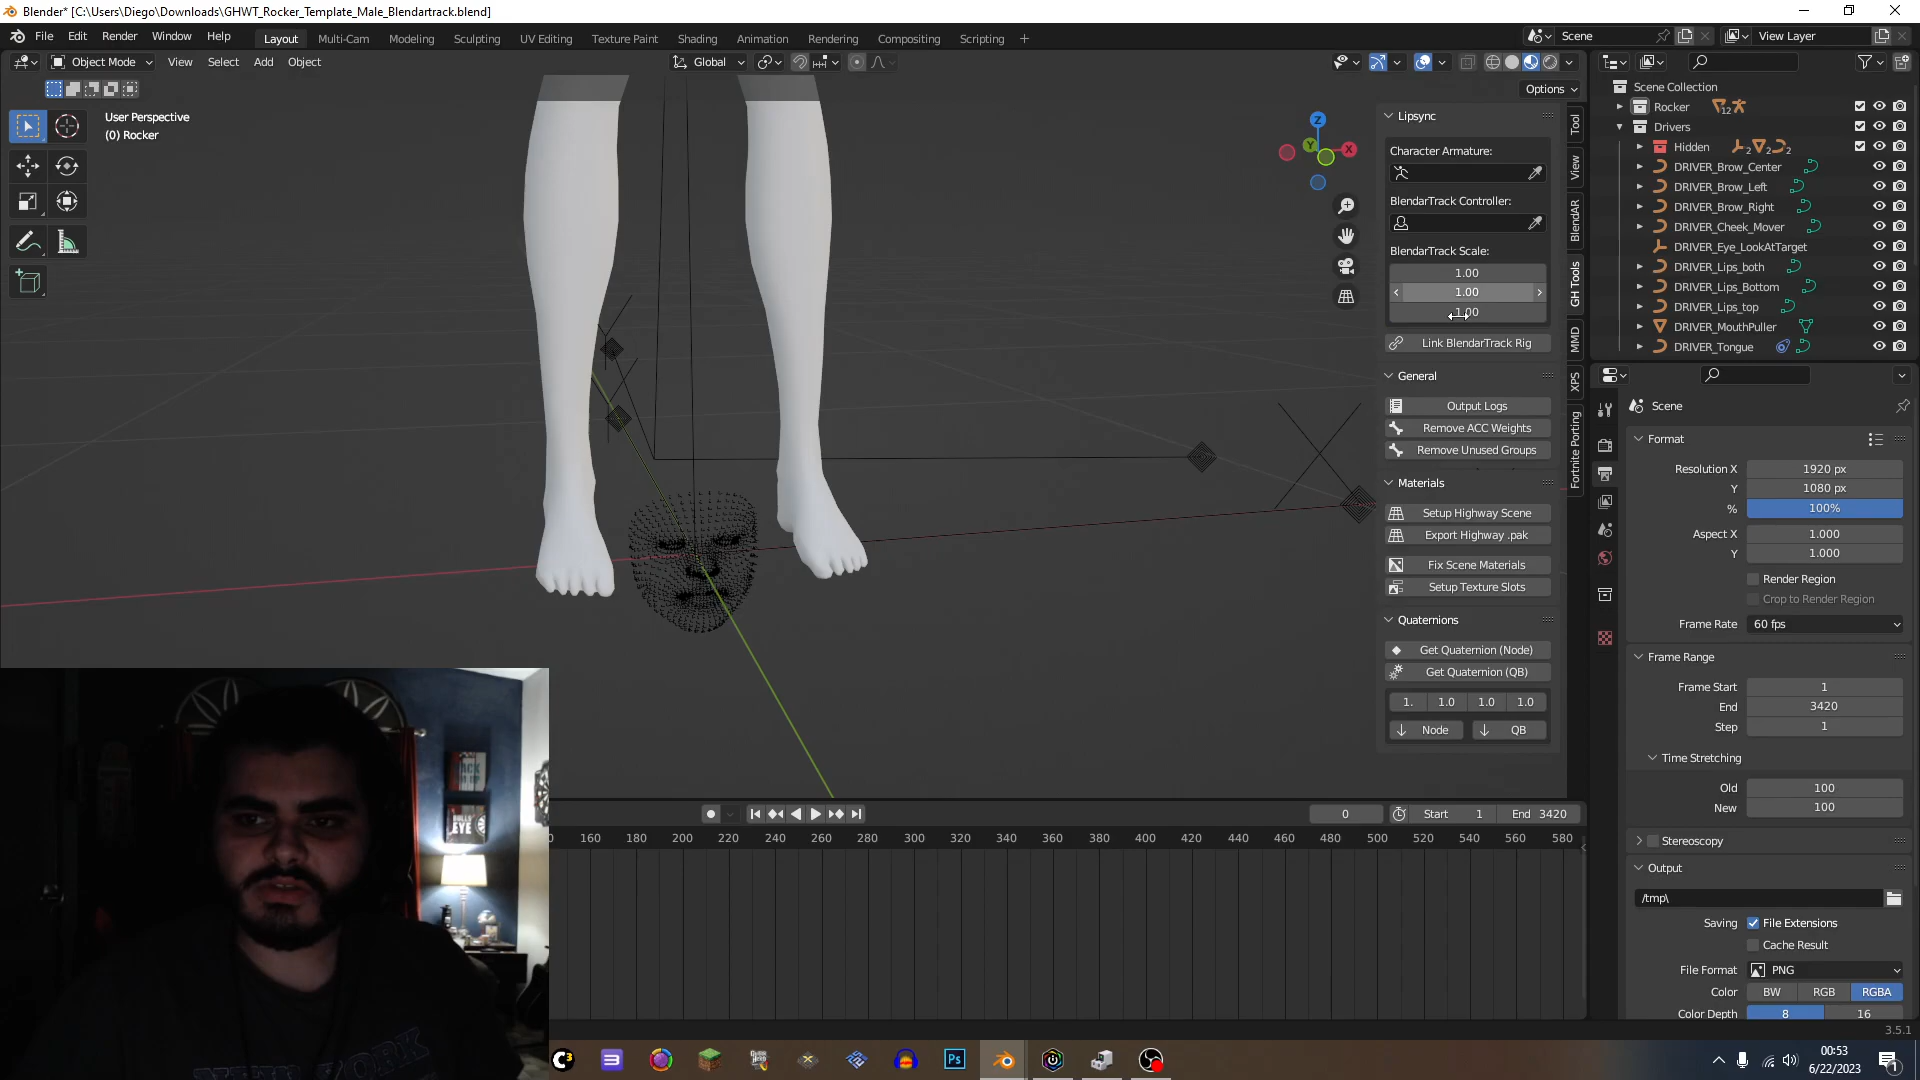 Blender* [C:\Users\Diego\Downloads\GHWT_Rocker_Template_Male_Blendartrack.blend]
File Edit Render Window Help Layout Multi-Cam Modeling Sculpting UV Editing Texture Paint Shading Animation Rendering Compositing Scripting + Scene View Layer
Object Mode View Select Add Object Global
Options
User Perspective
(0) Rocker
Z
Y
X
Lipsync
Character Armature:
BlendarTrack Controller:
BlendarTrack Scale:
1.00
1.00
1.00
Link BlendarTrack Rig
General
Output Logs
Remove ACC Weights
Remove Unused Groups
Materials
Setup Highway Scene
Export Highway .pak
Fix Scene Materials
Setup Texture Slots
Quaternions
Get Quaternion (Node)
Get Quaternion (QB)
1. 1.0 1.0 1.0
Node QB
Tool
View
BlendAR
GH Tools
MMD
XPS
Fortnite Porting
Scene Collection
Rocker 12
Drivers
Hidden 2 2 2
DRIVER_Brow_Center
DRIVER_Brow_Left
DRIVER_Brow_Right
DRIVER_Cheek_Mover
DRIVER_Eye_LookAtTarget
DRIVER_Lips_both
DRIVER_Lips_Bottom
DRIVER_Lips_top
DRIVER_MouthPuller
DRIVER_Tongue
Scene
Format
Resolution X 1920 px
Y 1080 px
% 100%
Aspect X 1.000
Y 1.000
Render Region
Crop to Render Region
Frame Rate 60 fps
Frame Range
Frame Start 1
End 3420
Step 1
Time Stretching
Old 100
New 100
Stereoscopy
Output
/tmp\
Saving File Extensions
Cache Result
File Format PNG
Color BW RGB RGBA
Color Depth 8 16
3.5.1
0 Start 1 End 3420
160 180 200 220 240 260 280 300 320 340 360 380 400 420 440 460 480 500 520 540 560 580
BULLS
EYE
Ps
00:53
6/22/2023
1